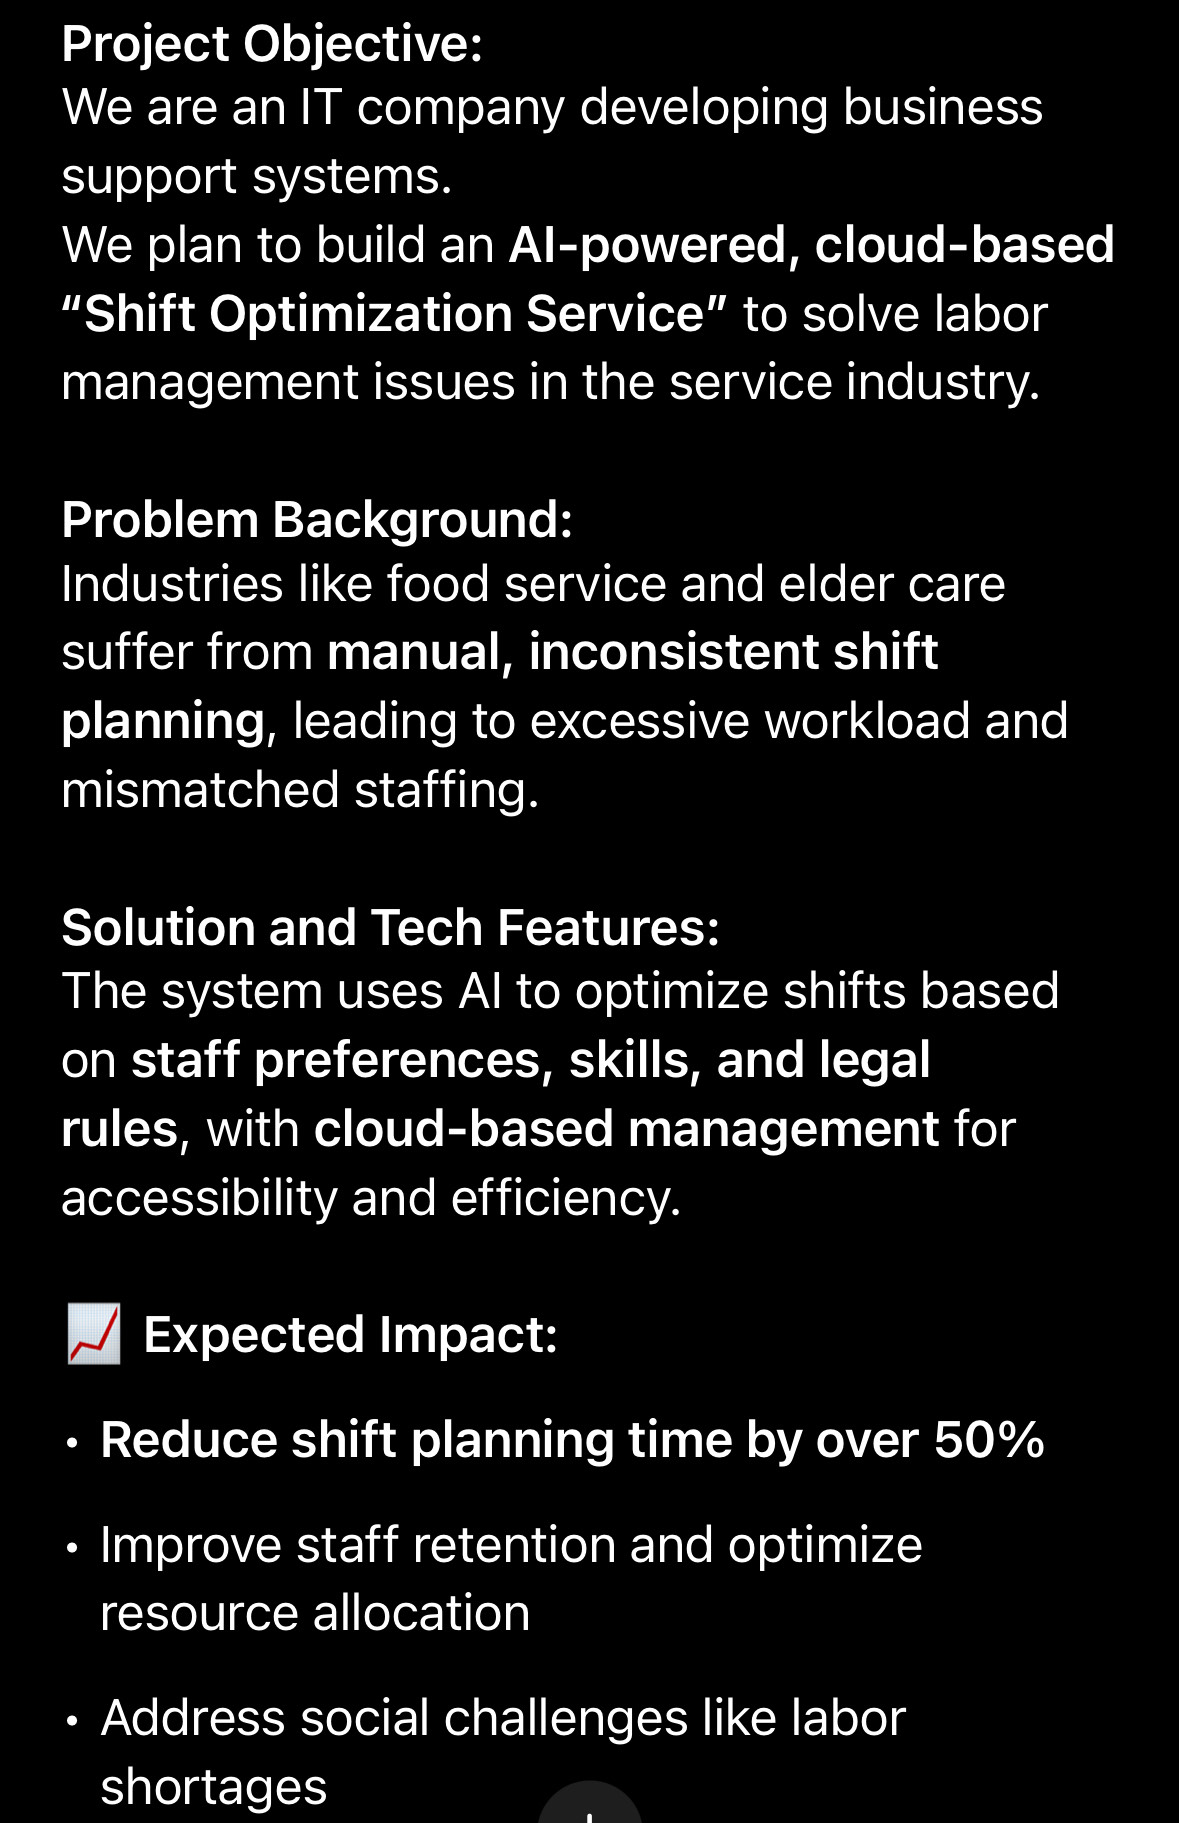 Project Objective:
We are an IT company developing business
support systems.
We plan to build an AI-powered, cloud-based
“Shift Optimization Service” to solve labor
management issues in the service industry.
Problem Background:
Industries like food service and elder care
suffer from manual, inconsistent shift
planning, leading to excessive workload and
mismatched staffing.
Solution and Tech Features:
The system uses AI to optimize shifts based
on staff preferences, skills, and legal
rules, with cloud-based management for
accessibility and efficiency.
📈 Expected Impact:
• Reduce shift planning time by over 50%
• Improve staff retention and optimize
resource allocation
• Address social challenges like labor
shortages